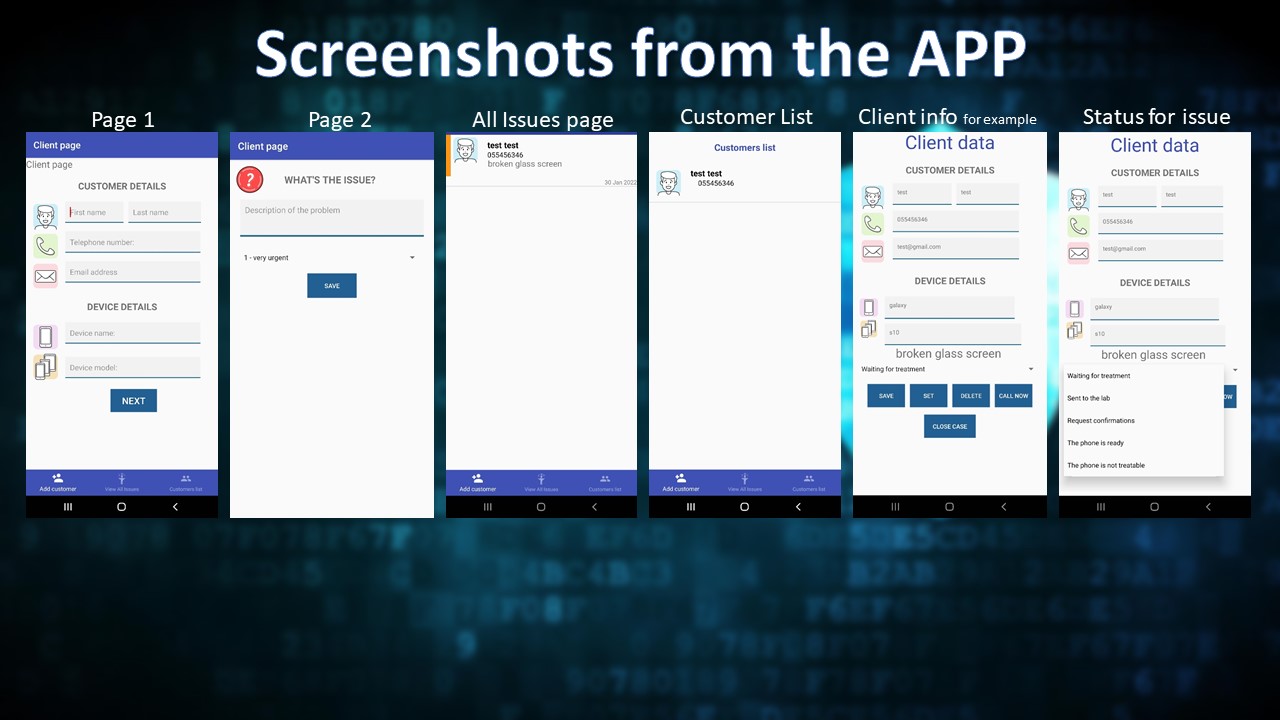 Screenshots from the APP
Page 1
Client page
Client page
CUSTOMER DETAILS
First name
Last name
Telephone number:
Email address
DEVICE DETAILS
Device name:
Device model:
NEXT
Add customer
View All Issues
Customers list
Page 2
Client page
?
WHAT'S THE ISSUE?
Description of the problem
1 - very urgent
SAVE
All Issues page
test test
055456346
broken glass screen
30 Jan 2022
Add customer
View All Issues
Customers list
Customer List
Customers list
test test
055456346
Add customer
View All Issues
Customers list
Client info for example
Client data
CUSTOMER DETAILS
test
test
055456346
test@gmail.com
DEVICE DETAILS
galaxy
s10
broken glass screen
Waiting for treatment
SAVE
SET
DELETE
CALL NOW
CLOSE CASE
Status for issue
Client data
CUSTOMER DETAILS
test
test
055456346
test@gmail.com
DEVICE DETAILS
galaxy
s10
broken glass screen
Waiting for treatment
Sent to the lab
Request confirmations
The phone is ready
The phone is not treatable